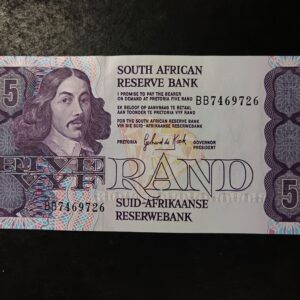 SOUTH AFRICAN
RESERVE BANK
I PROMISE TO PAY THE BEARER
ON DEMAND AT PRETORIA FIVE RAND
BB7469726
EK BELOOF OP AANVRAAG TE BETAAL
AAN TOONDER TE PRETORIA VYF RAND
FOR THE SOUTH AFRICAN RESERVE BANK
VIR DIE SUID-AFRIKAANSE RESERWEBANK
PRETORIA
GOVERNOR
PRESIDENT
5
5
FIVE
VYF
RAND
BB7469726
SUID-AFRIKAANSE
RESERWEBANK